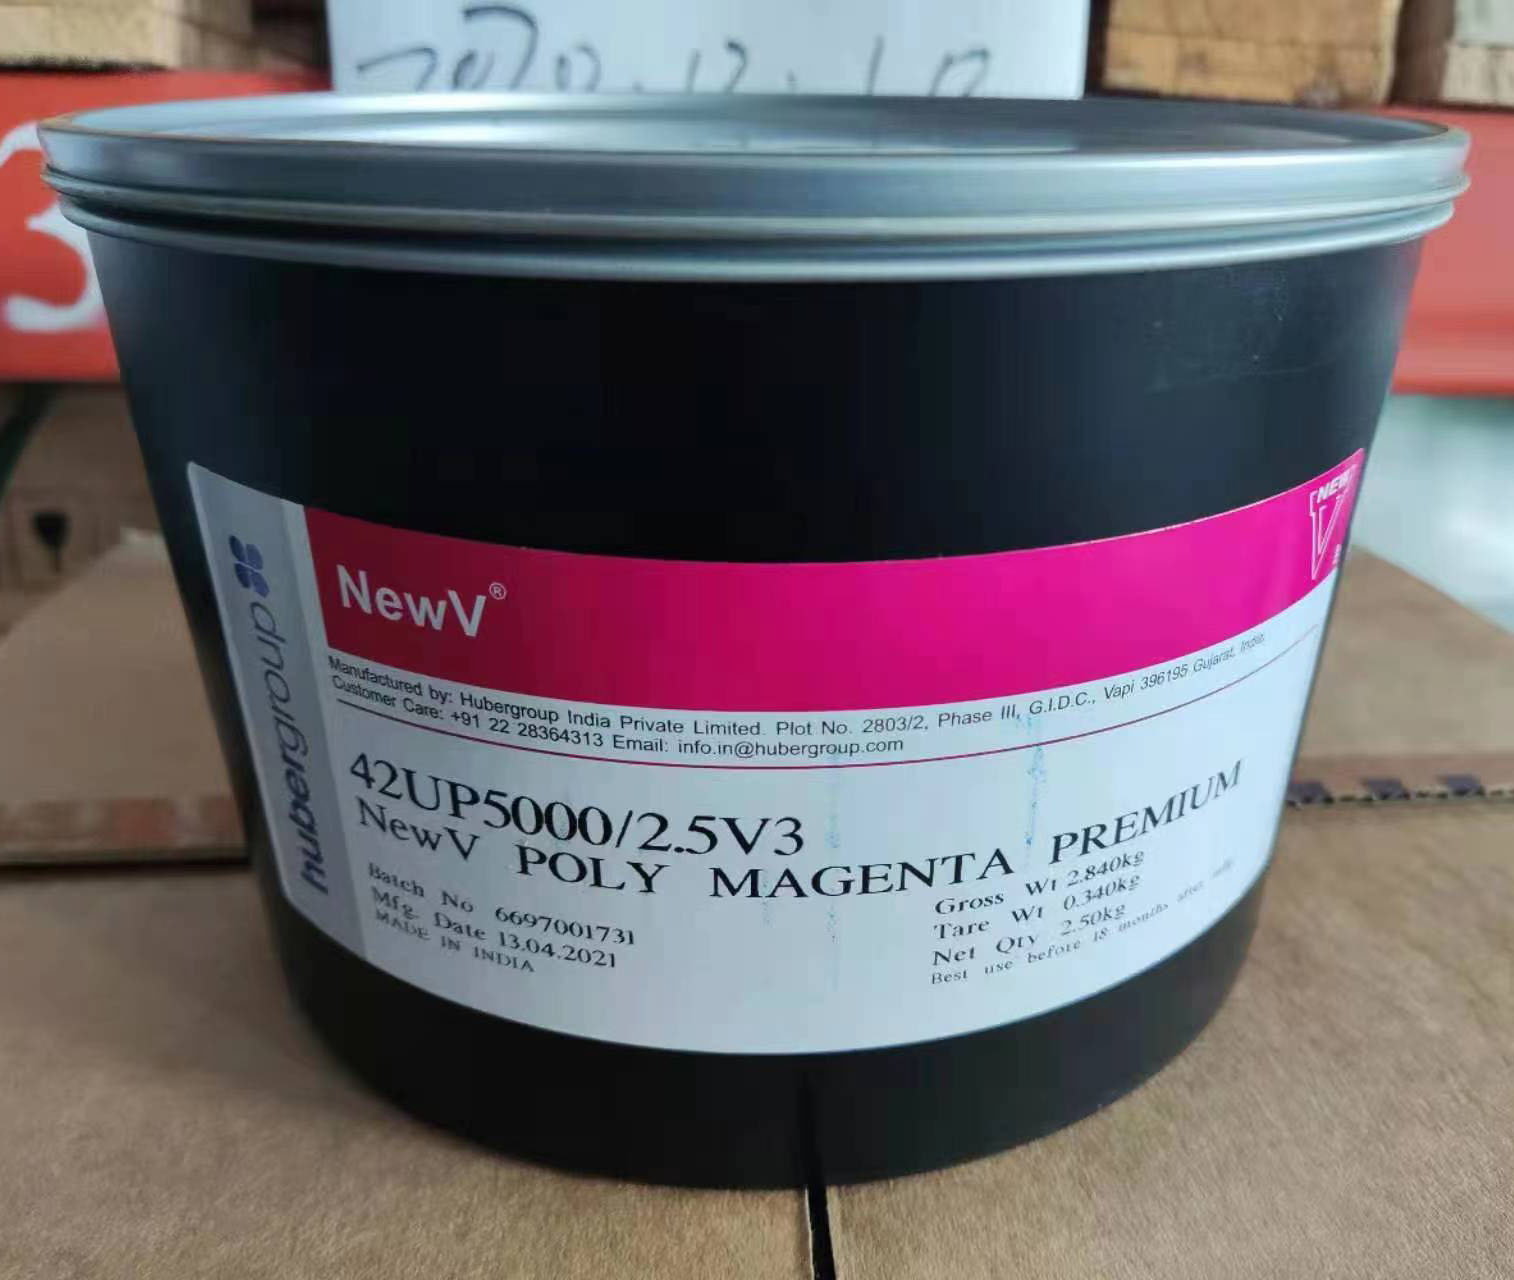 3
NEW
V
NewV®
hubergroup
Manufactured by: Hubergroup India Private Limited. Plot No. 2803/2, Phase III, G.I.D.C., Vapi 396195 Gujarat, India.
Customer Care: +91 22 28364313 Email: info.in@hubergroup.com
42UP5000/2.5V3
NewV POLY MAGENTA PREMIUM
Batch No 6697001731
Mfg. Date 13.04.2021
MADE IN INDIA
Gross Wt 2.840kg
Tare Wt 0.340kg
Net Qty 2.50kg
Best use before 18 months after mfg.